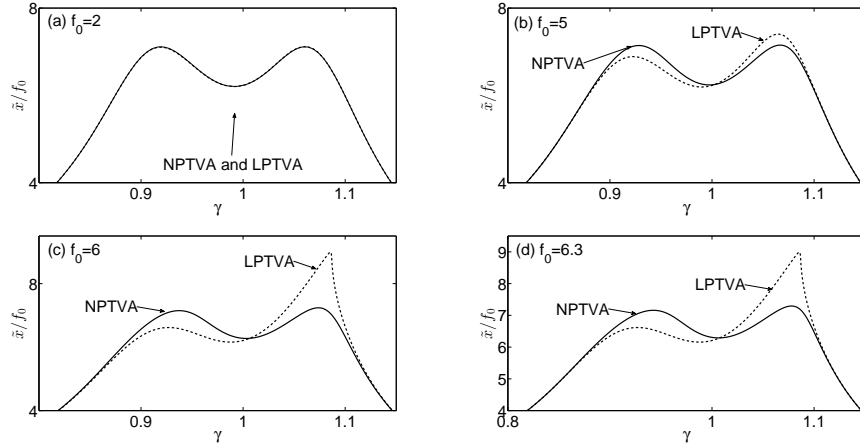 8
(a) f₀=2
x̃/f₀
NPTVA and LPTVA
4
0.9
1
1.1
γ
8
(b) f₀=5
LPTVA
NPTVA
x̃/f₀
4
0.9
1
1.1
γ
(c) f₀=6
LPTVA
8
NPTVA
x̃/f₀
4
0.9
1
1.1
γ
(d) f₀=6.3
9
LPTVA
8
NPTVA
7
x̃/f₀
6
5
4
0.8
0.9
1
1.1
γ